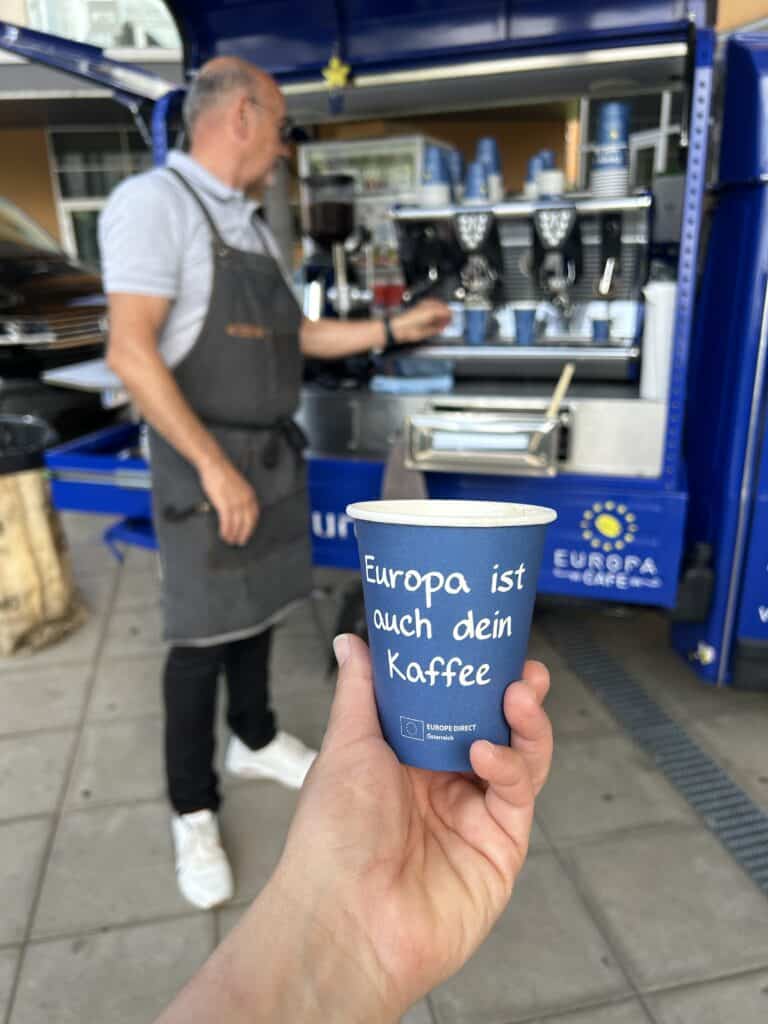 EUROPA
CAFE
Europa ist
auch dein
Kaffee
EUROPE DIRECT
Österreich